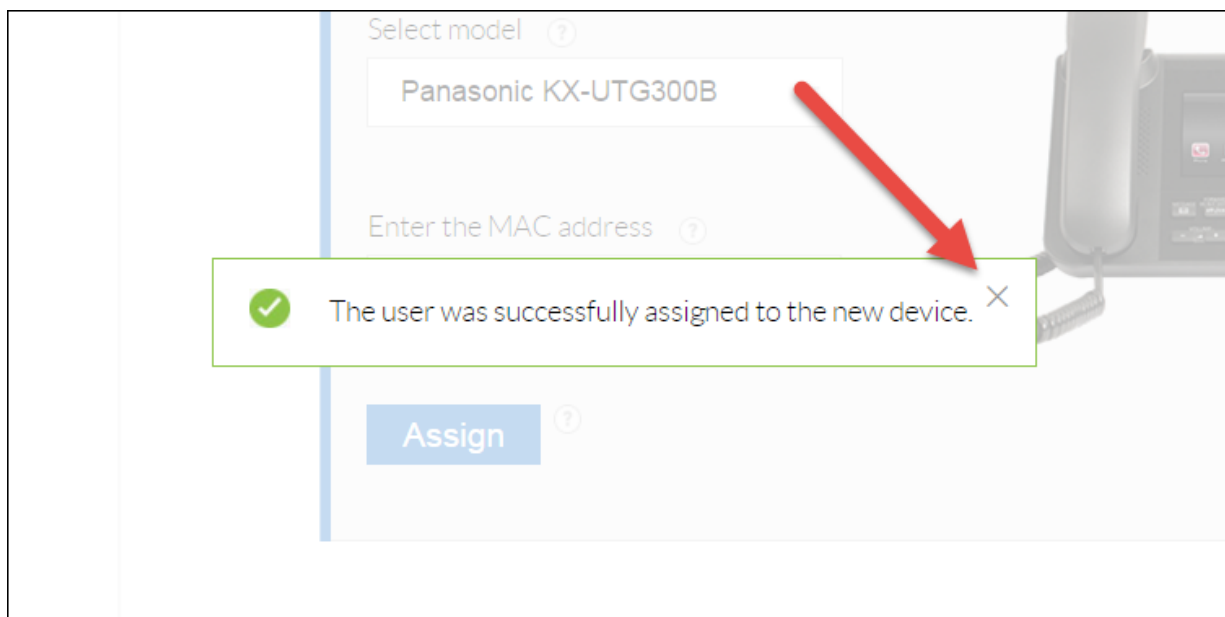 Select model ?
Panasonic KX-UTG300B
Enter the MAC address ?
The user was successfully assigned to the new device.
Assign ?